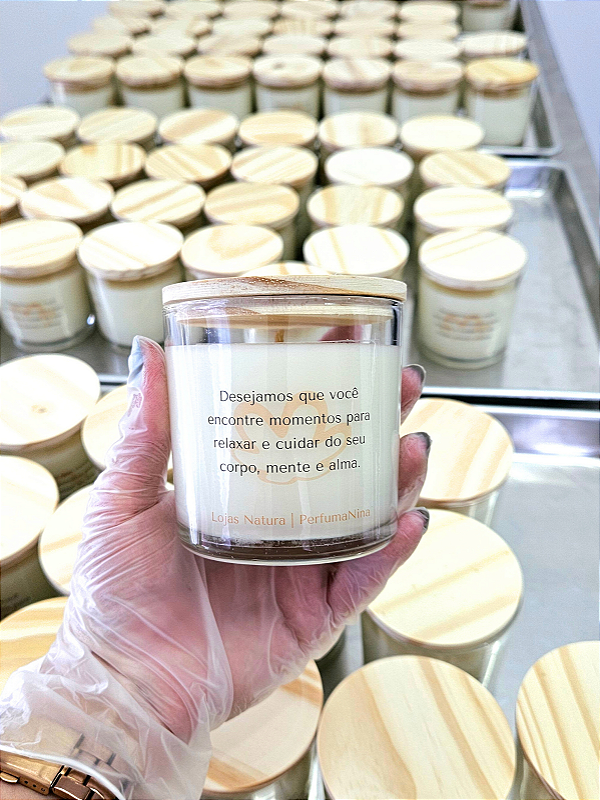 Desejamos que você
encontre momentos para
relaxar e cuidar do seu
corpo, mente e alma.
Lojas Natura | PerfumaNina